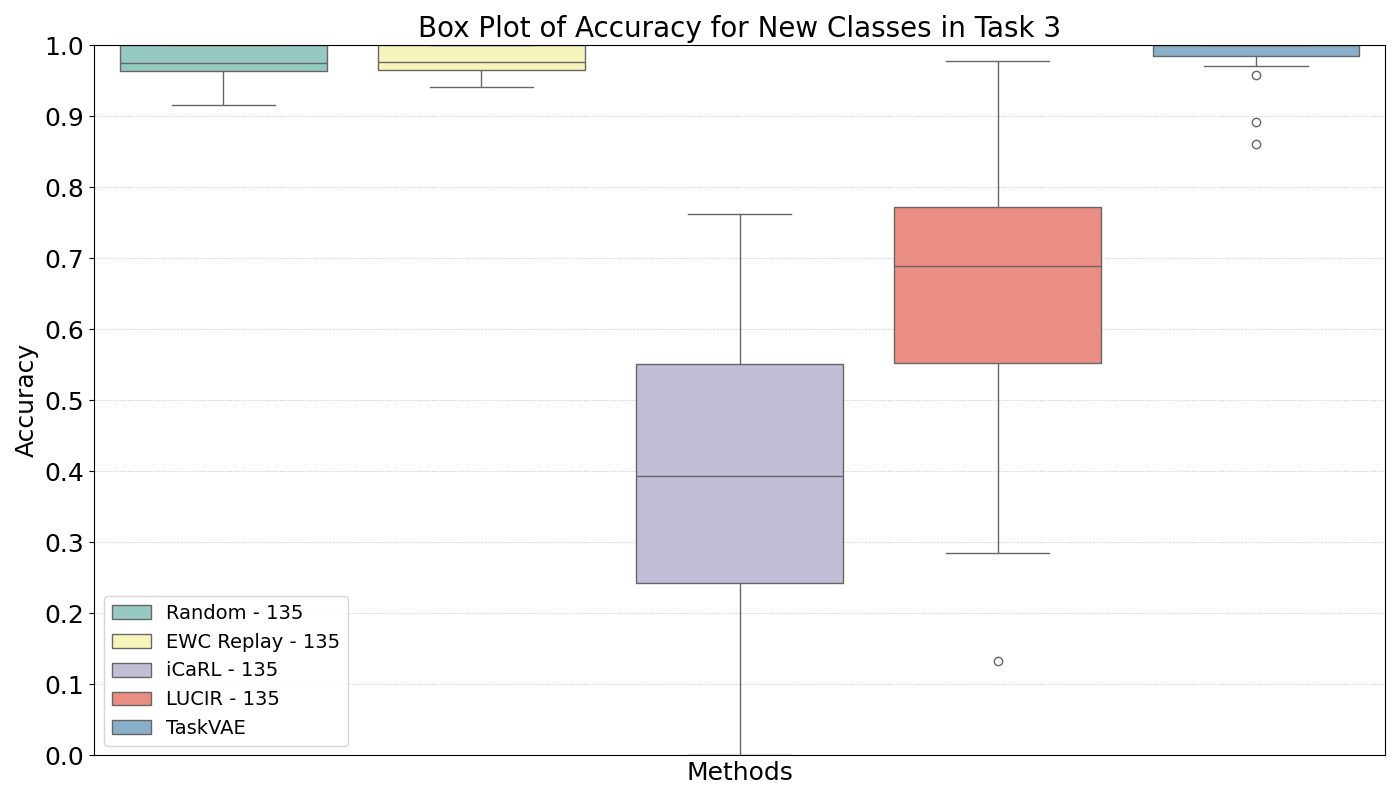 Box Plot of Accuracy for New Classes in Task 3
1.0
0.9
0.8
0.7
0.6
0.5
0.4
0.3
0.2
0.1
0.0
Accuracy
Random - 135
EWC Replay - 135
iCaRL - 135
LUCIR - 135
TaskVAE
Methods